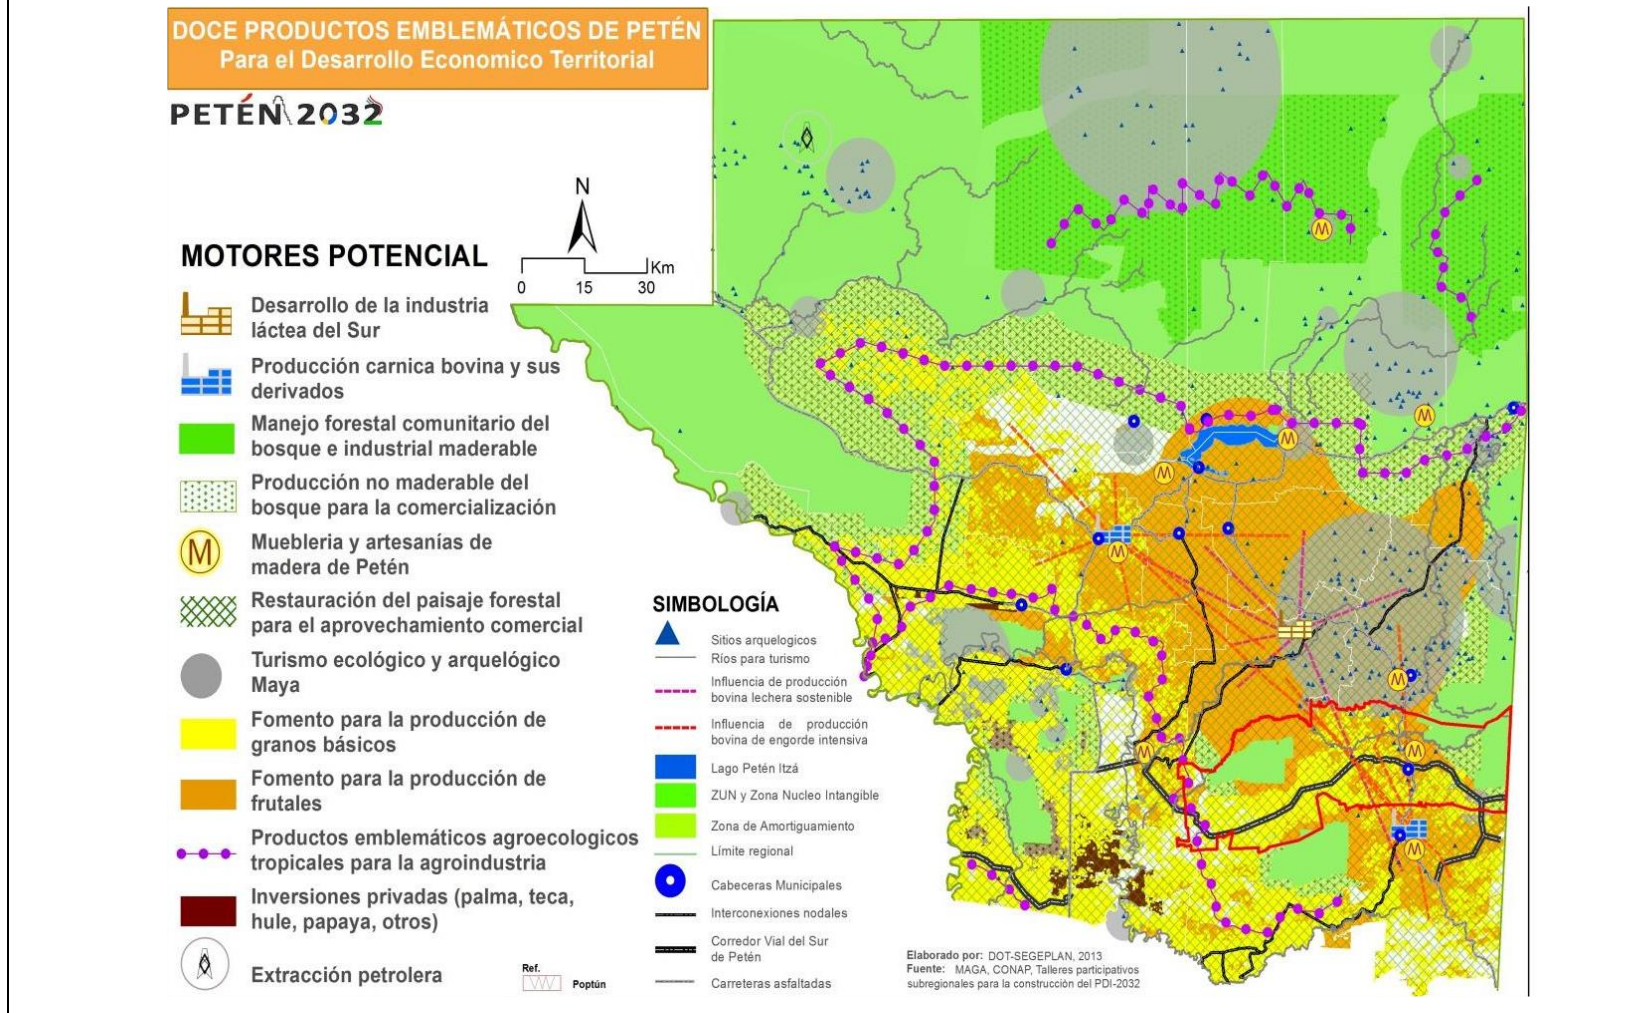 DOCE PRODUCTOS EMBLEMÁTICOS DE PETÉN
Para el Desarrollo Economico Territorial
PETÉN 2032
N
Km
0 15 30
MOTORES POTENCIAL
Desarrollo de la industria
láctea del Sur
Producción carnica bovina y sus
derivados
Manejo forestal comunitario del
bosque e industrial maderable
Producción no maderable del
bosque para la comercialización
M
Muebleria y artesanías de
madera de Petén
Restauración del paisaje forestal
para el aprovechamiento comercial
Turismo ecológico y arquelógico
Maya
Fomento para la producción de
granos básicos
Fomento para la producción de
frutales
Productos emblemáticos agroecologicos
tropicales para la agroindustria
Inversiones privadas (palma, teca,
hule, papaya, otros)
Extracción petrolera
Ref.
Poptún
SIMBOLOGÍA
Sitios arquelogicos
Ríos para turismo
Influencia de producción
bovina lechera sostenible
Influencia de producción
bovina de engorde intensiva
Lago Petén Itzá
ZUN y Zona Nucleo Intangible
Zona de Amortiguamiento
Límite regional
Cabeceras Municipales
Interconexiones nodales
Corredor Vial del Sur
de Petén
Carreteras asfaltadas
Elaborado por: DOT-SEGEPLAN, 2013
Fuente: MAGA, CONAP, Talleres participativos
subregionales para la construcción del PDI-2032
M
M
M
M
M
M
M
M
M